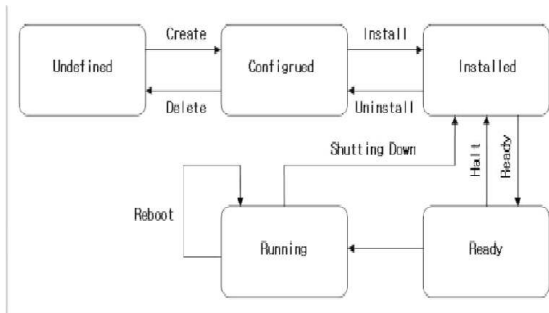 Create
Install
Undefined
Configrued
Installed
Delete
Uninstall
Shutting Down
Halt
Ready
Reboot
Running
Ready